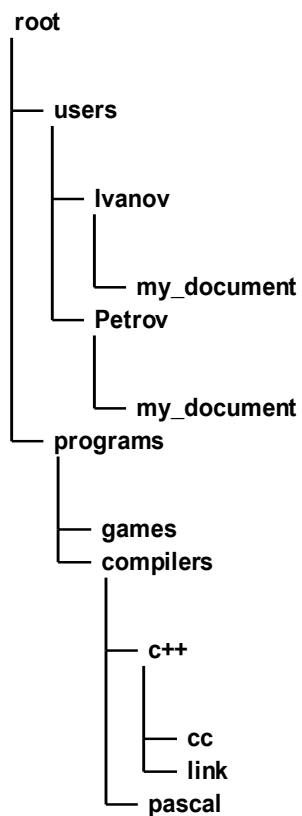 root
users
Ivanov
my_document
Petrov
my_document
programs
games
compilers
c++
cc
link
pascal